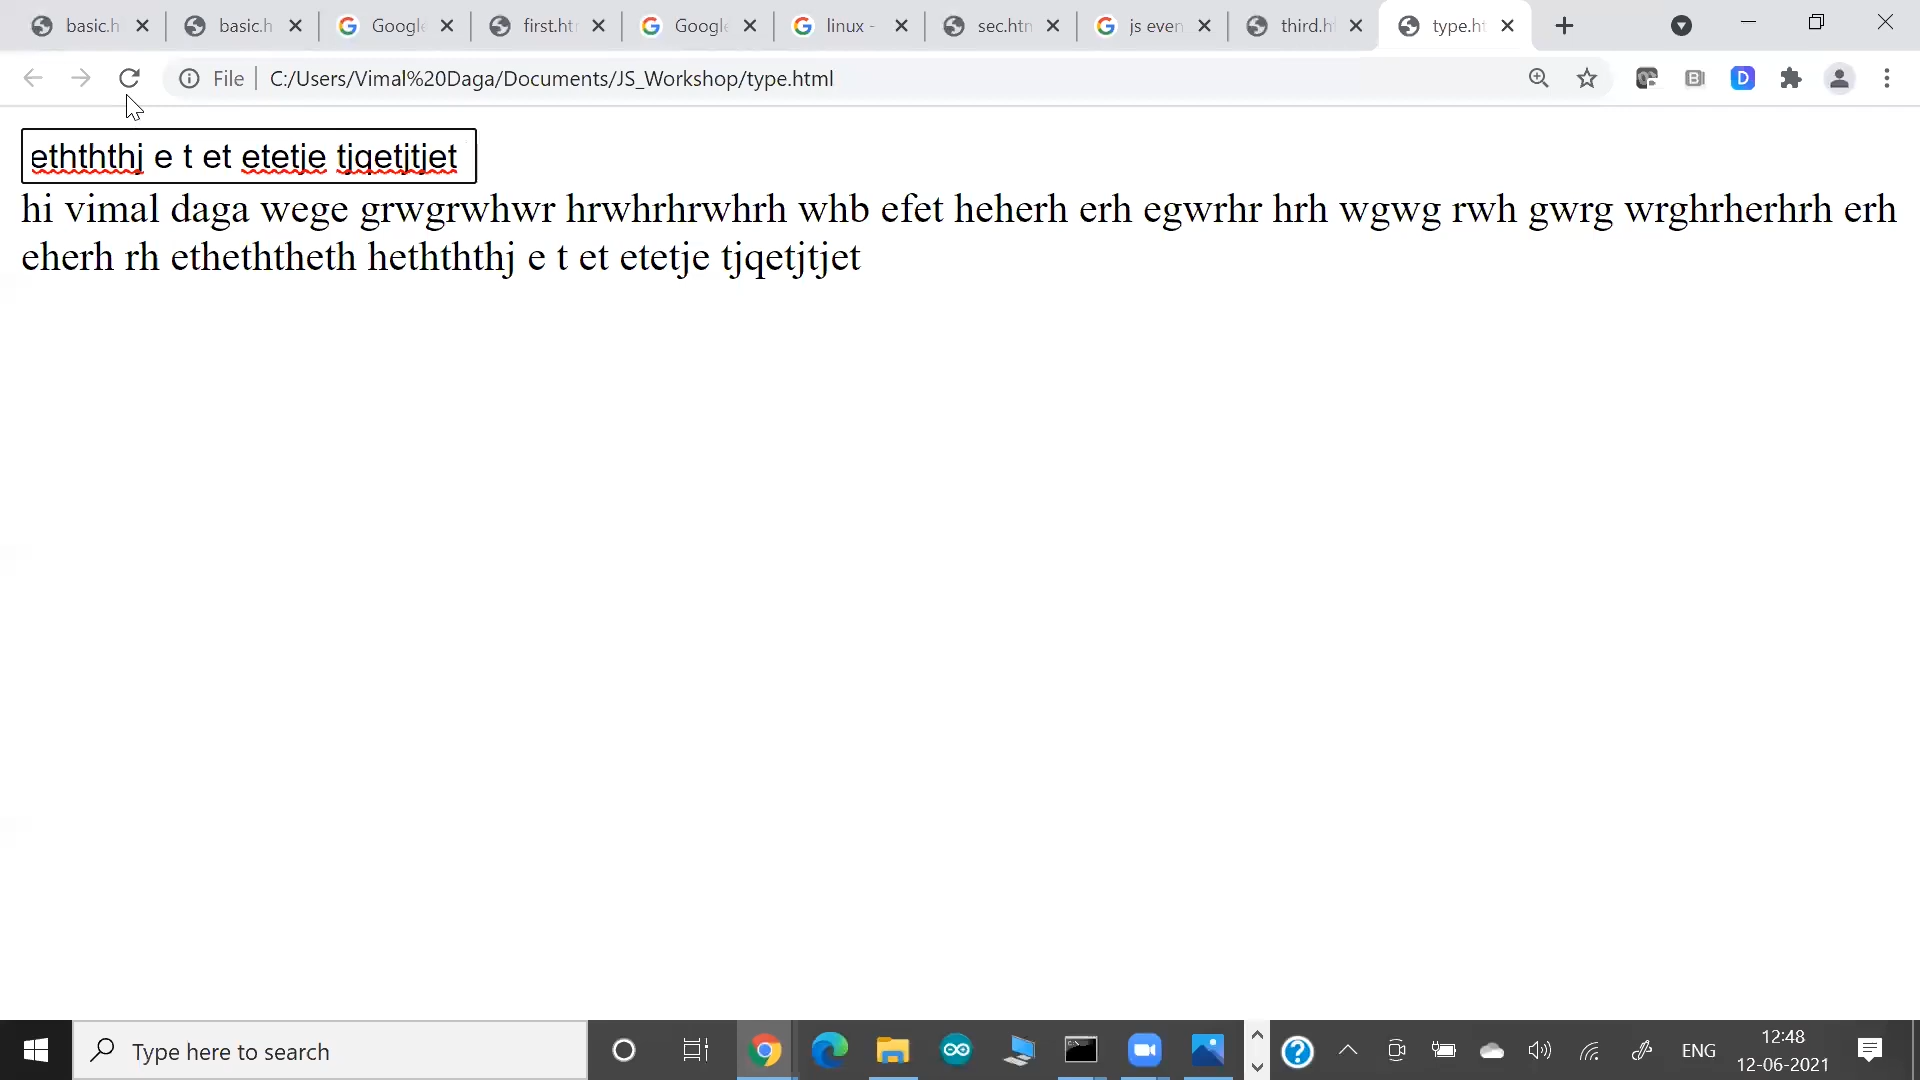 basic.h
basic.h
Google
first.ht
Google
linux -
sec.htm
js even
third.h
type.ht
File
C:/Users/Vimal%20Daga/Documents/JS_Workshop/type.html
ethththj e t et etetje tjqetjtjet
hi vimal daga wege grwgrwhwr hrwhrhrwhrh whb efet heherh erh egwrhr hrh wgwg rwh gwrg wrghrherhrh erh
eherh rh etheththeth hethththj e t et etetje tjqetjtjet
Type here to search
ENG
12:48
12-06-2021